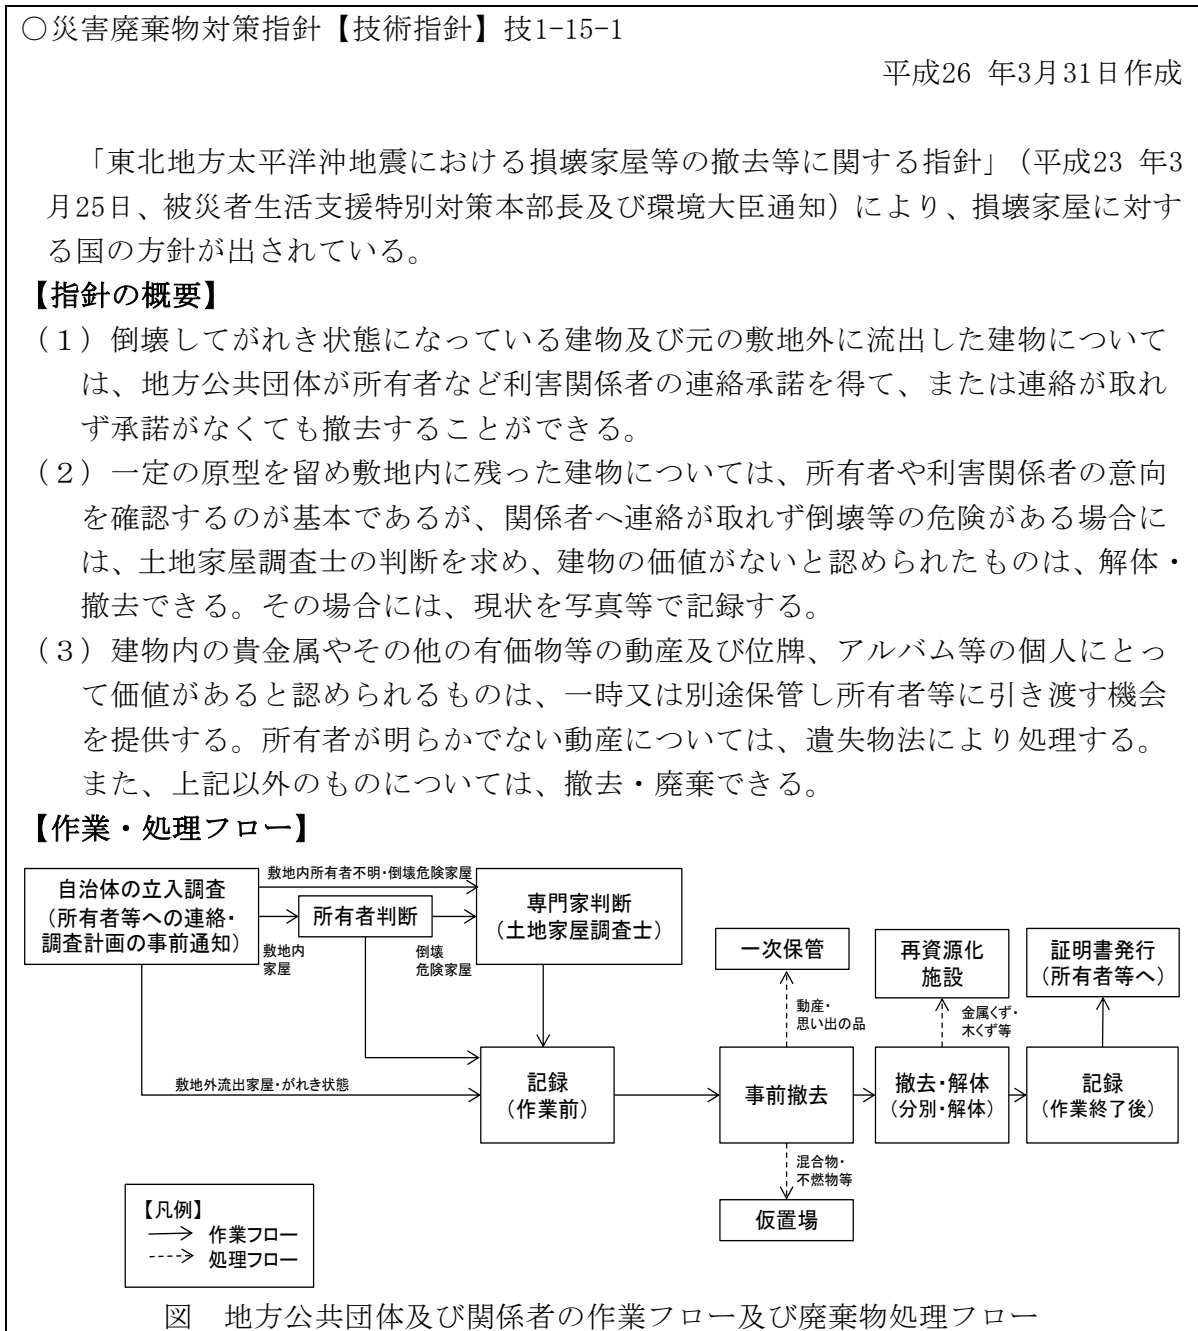 ○災害廃棄物対策指針【技術指針】技1-15-1
平成26 年3月31日作成
「東北地方太平洋沖地震における損壊家屋等の撤去等に関する指針」（平成23 年3
月25日、被災者生活支援特別対策本部長及び環境大臣通知）により、損壊家屋に対す
る国の方針が出されている。
【指針の概要】
（１）倒壊してがれき状態になっている建物及び元の敷地外に流出した建物について
は、地方公共団体が所有者など利害関係者の連絡承諾を得て、または連絡が取れ
ず承諾がなくても撤去することができる。
（２）一定の原型を留め敷地内に残った建物については、所有者や利害関係者の意向
を確認するのが基本であるが、関係者へ連絡が取れず倒壊等の危険がある場合に
は、土地家屋調査士の判断を求め、建物の価値がないと認められたものは、解体・
撤去できる。その場合には、現状を写真等で記録する。
（３）建物内の貴金属やその他の有価物等の動産及び位牌、アルバム等の個人にとっ
て価値があると認められるものは、一時又は別途保管し所有者等に引き渡す機会
を提供する。所有者が明らかでない動産については、遺失物法により処理する。
また、上記以外のものについては、撤去・廃棄できる。
【作業・処理フロー】
自治体の立入調査
（所有者等への連絡・
調査計画の事前通知）
敷地内所有者不明・倒壊危険家屋
敷地内
家屋
所有者判断
倒壊
危険家屋
専門家判断
（土地家屋調査士）
敷地外流出家屋・がれき状態
記録
（作業前）
一次保管
動産・
思い出の品
事前撤去
混合物・
不燃物等
仮置場
再資源化
施設
金属くず・
木くず等
撤去・解体
（分別・解体）
証明書発行
（所有者等へ）
記録
（作業終了後）
【凡例】
作業フロー
処理フロー
図　地方公共団体及び関係者の作業フロー及び廃棄物処理フロー